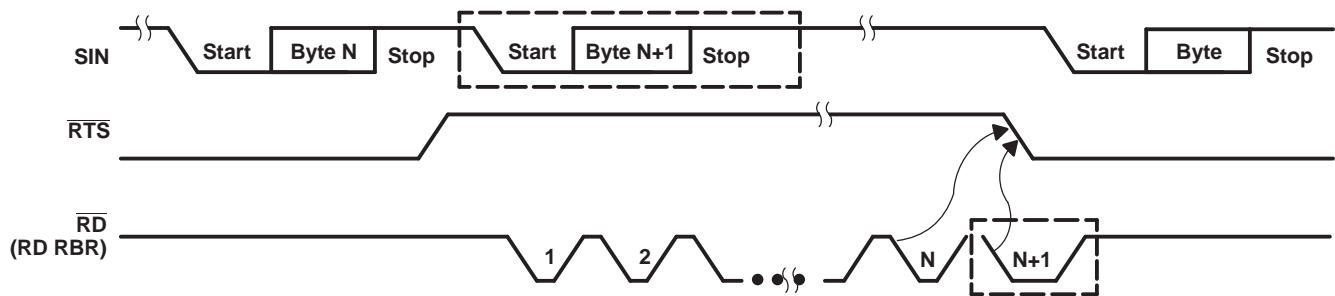 SIN
Start Byte N Stop Start Byte N+1 Stop Start Byte Stop
RTS
RD
(RD RBR)
1 2 N N+1